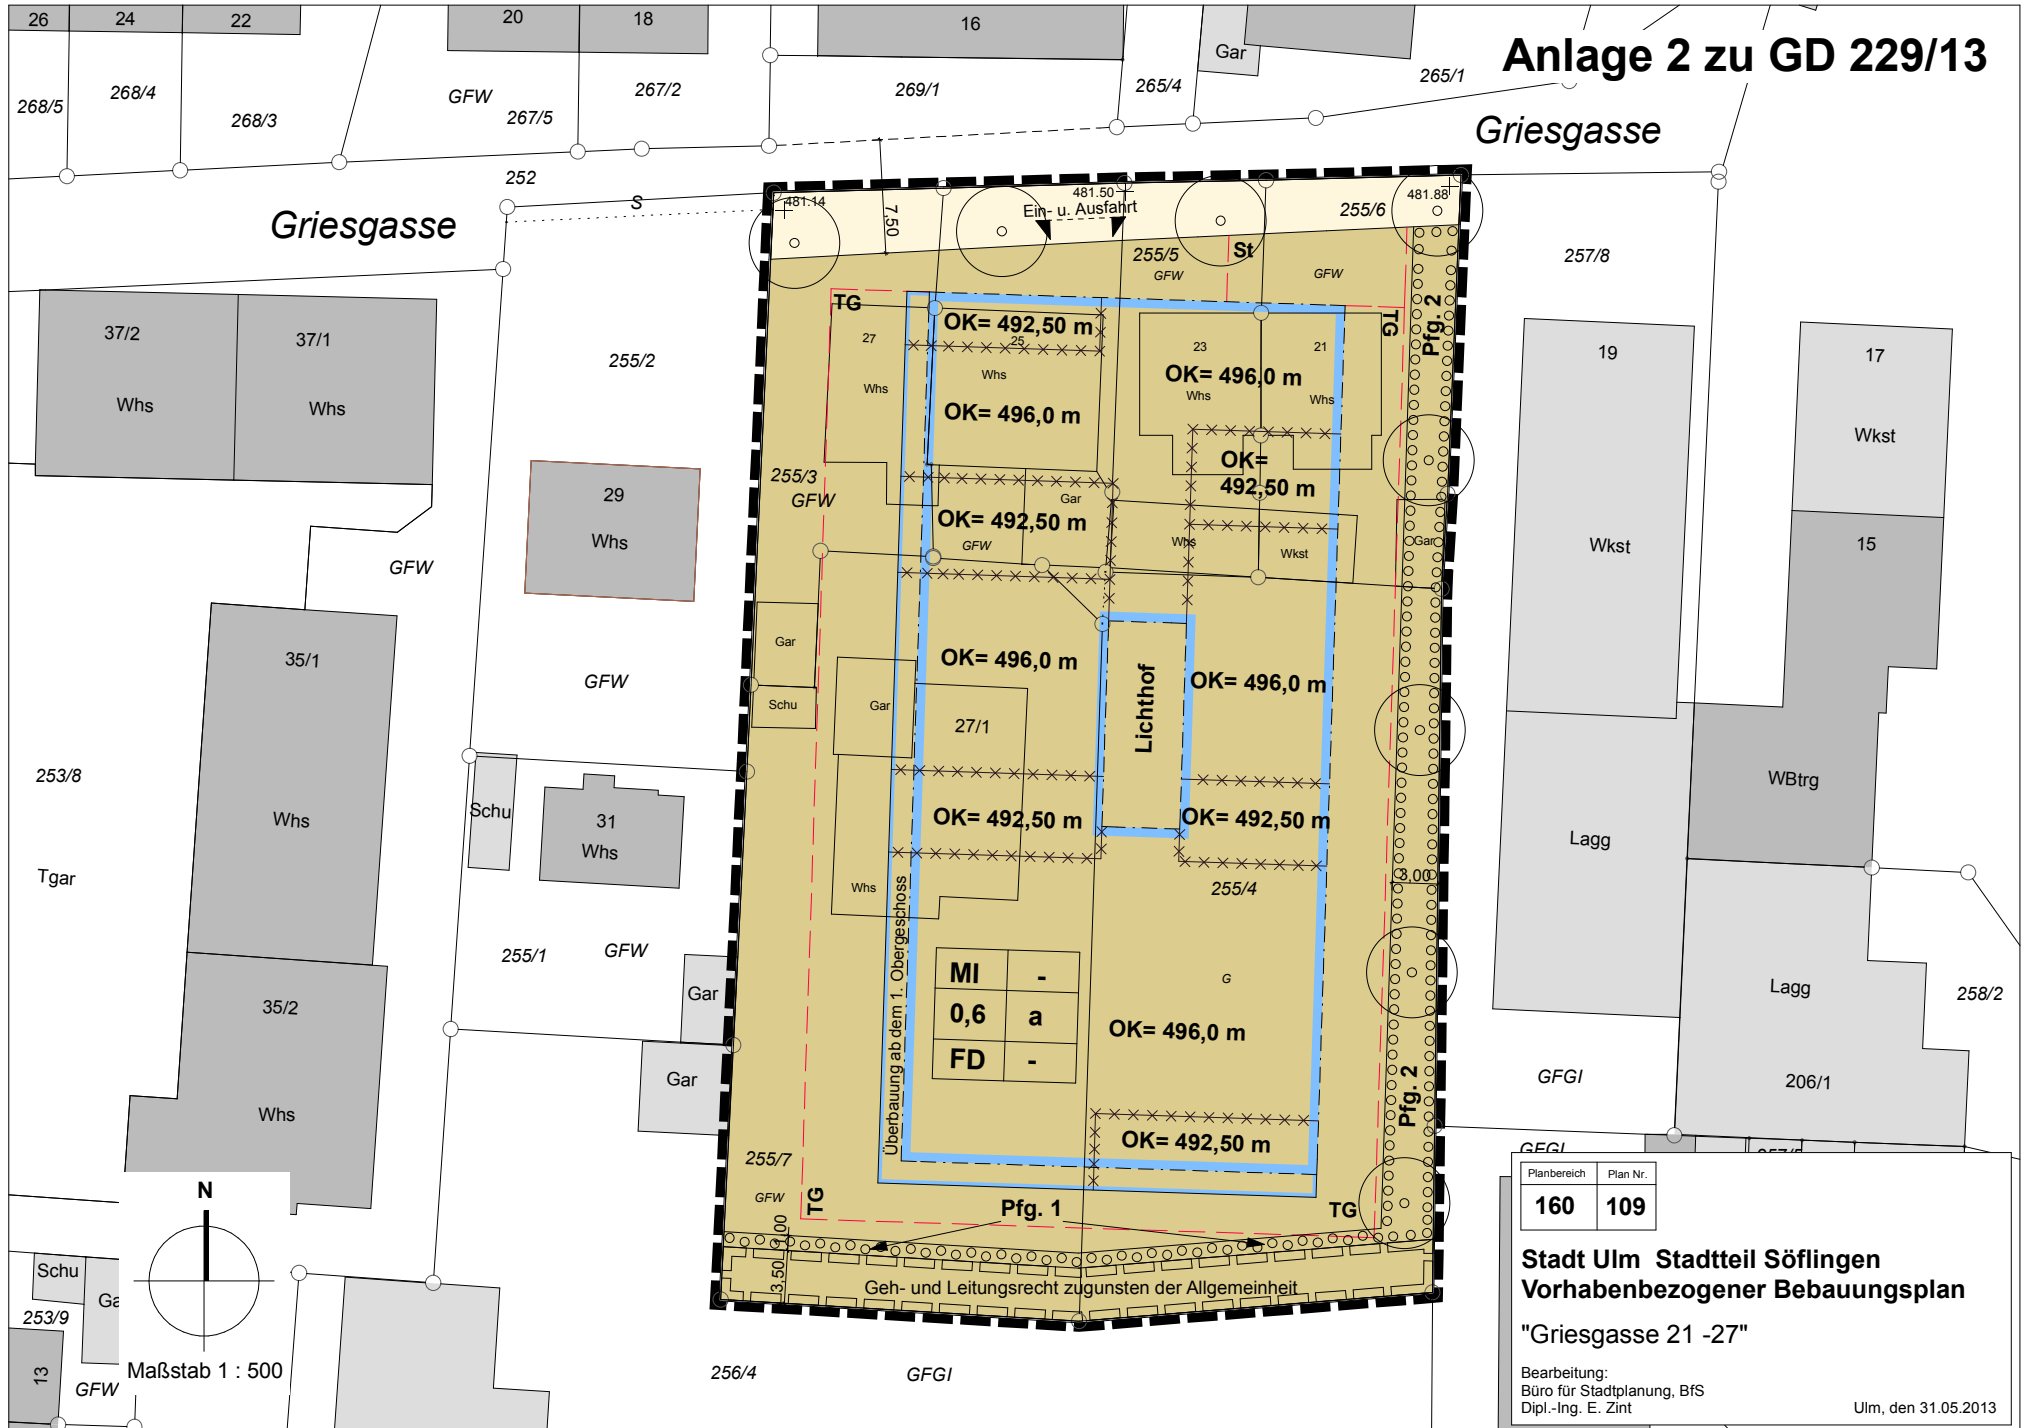 26
24
22
20
18
16
Gar
Anlage 2 zu GD 229/13
268/5
268/4
268/3
GFW
267/5
267/2
269/1
265/4
265/1
Griesgasse
252
S
Griesgasse
481.14
7,50
481.50
Ein- u. Ausfahrt
255/6
481.88
255/5
GFW
St
GFW
257/8
37/2
Whs
37/1
Whs
255/2
TG
27
Whs
OK= 492,50 m
25
Whs
OK= 496,0 m
23
OK= 496,0 m
Whs
21
Whs
TG
Pfg. 2
19
Wkst
17
Wkst
15
29
Whs
GFW
255/3
GFW
OK=
492,50 m
Gar
OK= 492,50 m
GFW
Whs
Wkst
Gar
35/1
Whs
GFW
Gar
Schu
Gar
27/1
OK= 496,0 m
Lichthof
OK= 496,0 m
253/8
Tgar
Schu
31
Whs
OK= 492,50 m
OK= 492,50 m
Whs
255/4
3,00
WBtrg
Lagg
255/1
GFW
Gar
Gar
Überbauung ab dem 1. Obergeschoss
MI -
0,6 a
FD -
G
OK= 496,0 m
OK= 492,50 m
Pfg. 2
35/2
Whs
Lagg
258/2
GFGI
206/1
GFGI
257/5
255/7
GFW
TG
Pfg. 1
TG
1,00
3,50
Geh- und Leitungsrecht zugunsten der Allgemeinheit
N
Maßstab 1 : 500
Schu
253/9
13
GFW
256/4
GFGI
Planbereich Plan Nr.
160 109
Stadt Ulm Stadtteil Söflingen
Vorhabenbezogener Bebauungsplan
"Griesgasse 21 -27"
Bearbeitung:
Büro für Stadtplanung, BfS
Dipl.-Ing. E. Zint
Ulm, den 31.05.2013